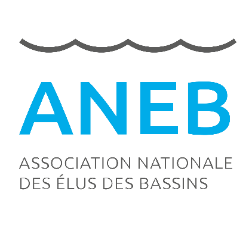 ANEB
ASSOCIATION NATIONALE
DES ÉLUS DES BASSINS